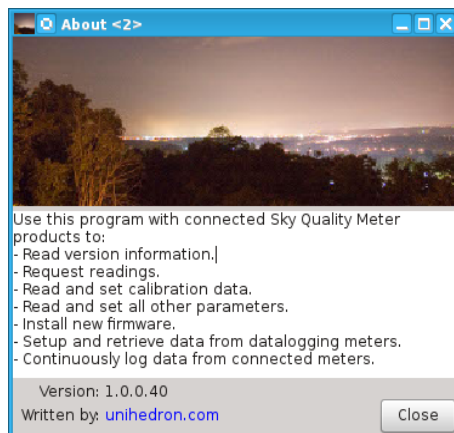 About <2>
Use this program with connected Sky Quality Meter
products to:
- Read version information.
- Request readings.
- Read and set calibration data.
- Read and set all other parameters.
- Install new firmware.
- Setup and retrieve data from datalogging meters.
- Continuously log data from connected meters.
Version: 1.0.0.40
Written by: unihedron.com
Close